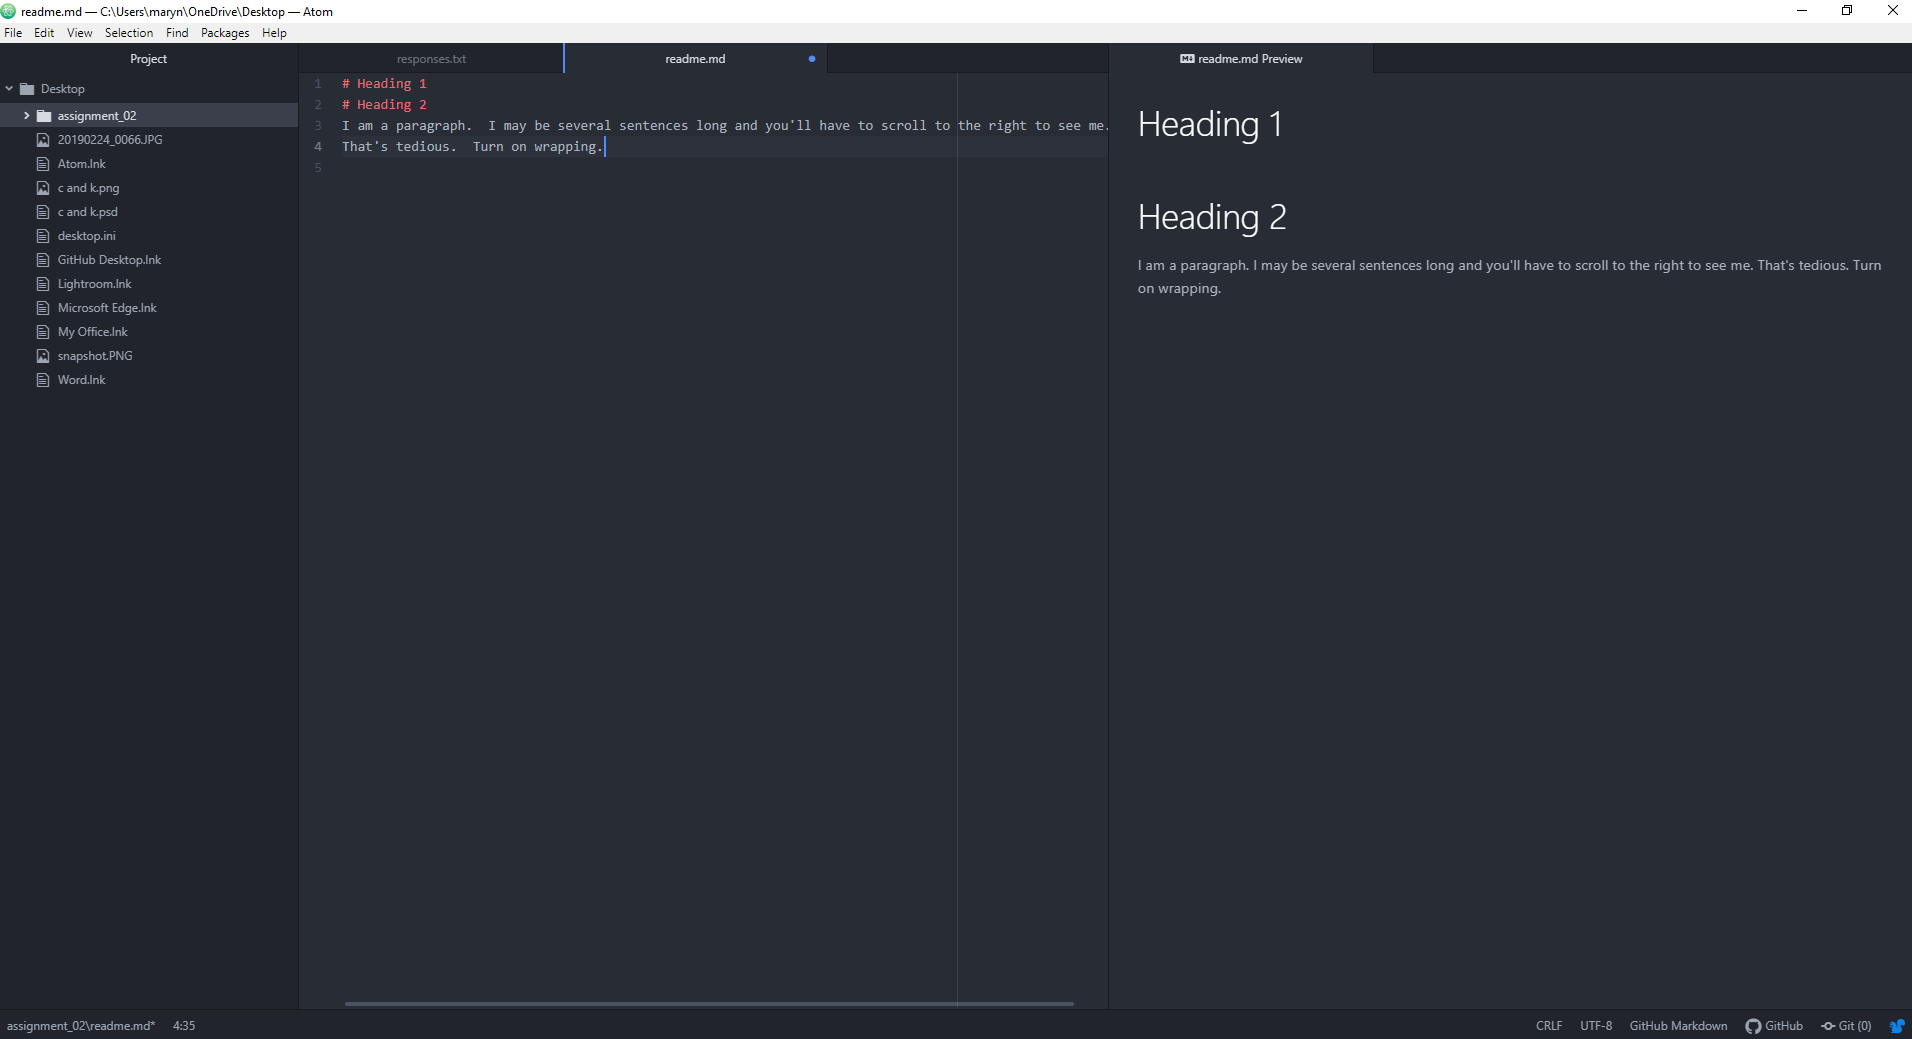 readme.md — C:\Users\maryn\OneDrive\Desktop — Atom
File Edit View Selection Find Packages Help
Project
Desktop
assignment_02
20190224_0066.JPG
Atom.lnk
c and k.png
c and k.psd
desktop.ini
GitHub Desktop.lnk
Lightroom.lnk
Microsoft Edge.lnk
My Office.lnk
snapshot.PNG
Word.lnk
responses.txt
readme.md
1 # Heading 1
2 # Heading 2
3 I am a paragraph.  I may be several sentences long and you'll have to scroll to the right to see me.
4 That's tedious.  Turn on wrapping.
5
readme.md Preview
Heading 1
Heading 2
I am a paragraph. I may be several sentences long and you'll have to scroll to the right to see me. That's tedious. Turn
on wrapping.
assignment_02\readme.md* 4:35
CRLF UTF-8 GitHub Markdown GitHub Git (0)